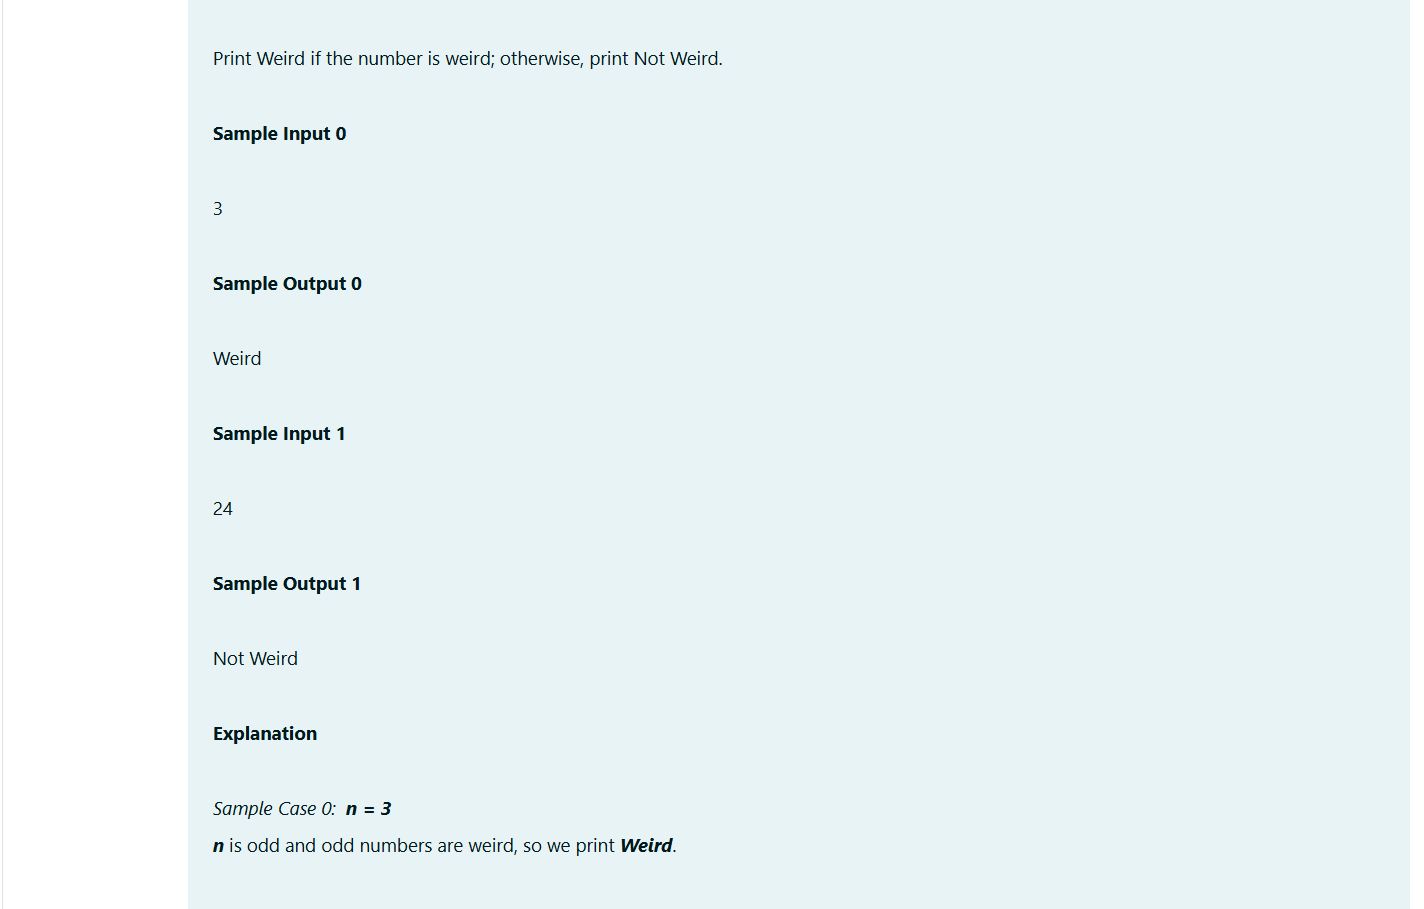 Print Weird if the number is weird; otherwise, print Not Weird.
Sample Input 0
3
Sample Output 0
Weird
Sample Input 1
24
Sample Output 1
Not Weird
Explanation
Sample Case 0: n = 3
n is odd and odd numbers are weird, so we print Weird.